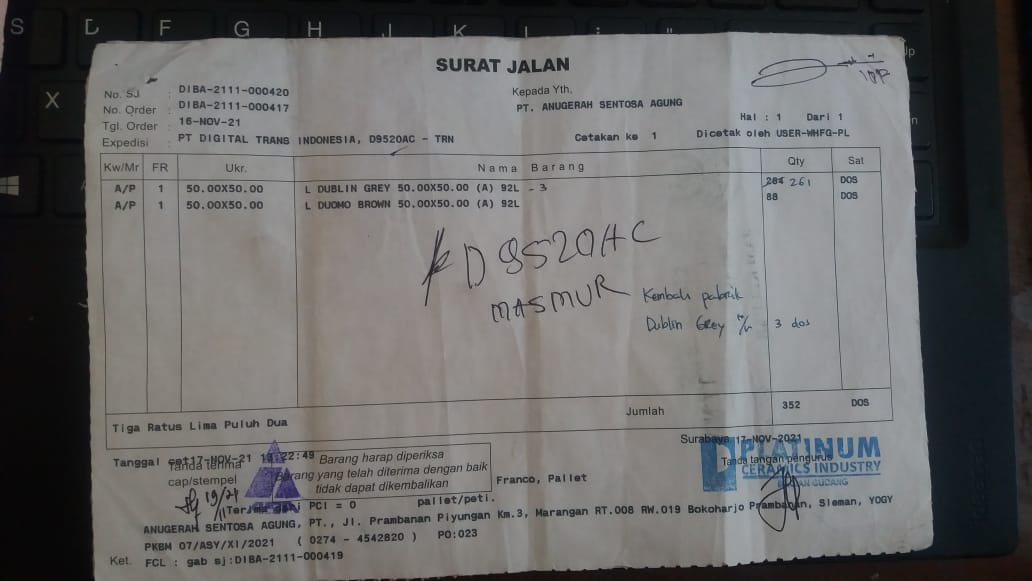 SURAT JALAN
No. SJ : DIBA-2111-000420
No. Order : DIBA-2111-000417
Tgl. Order : 16-NOV-21
Expedisi : PT DIGITAL TRANS INDONESIA, D9520AC - TRN
Kepada Yth,
PT. ANUGERAH SENTOSA AGUNG
Hal : 1 Dari 1
Cetakan ke 1 Dicetak oleh USER-WHFG-PL
Kw/Mr FR Ukr. Nama Barang Qty Sat
A/P 1 50.00X50.00 L DUBLIN GREY 50.00X50.00 (A) 92L - 3 264 261 DOS
A/P 1 50.00X50.00 L DUOMO BROWN 50.00X50.00 (A) 92L 88 DOS
D 9520AC
MASMUR
Kembali pabrik
Dublin Grey 3 dos
Jumlah 352 DOS
Tiga Ratus Lima Puluh Dua
Surabaya 17-NOV-2021
Tanggal cet17-NOV-21 19:22:49
Tanda terima
cap/stempel
Barang harap diperiksa
Barang yang telah diterima dengan baik
tidak dapat dikembalikan
Tanda tangan pengurus
PLATINUM
CERAMICS INDUSTRY
GUDANG
Franco, Pallet
19/21
11
PCI = 0 pallet/peti.
ANUGERAH SENTOSA AGUNG, PT., Jl. Prambanan Piyungan Km.3, Marangan RT.008 RW.019 Bokoharjo Prambanan, Sleman, YOGY
PKBM 07/ASY/XI/2021 ( 0274 - 4542820 ) PO:023
Ket. FCL : gab sj:DIBA-2111-000419